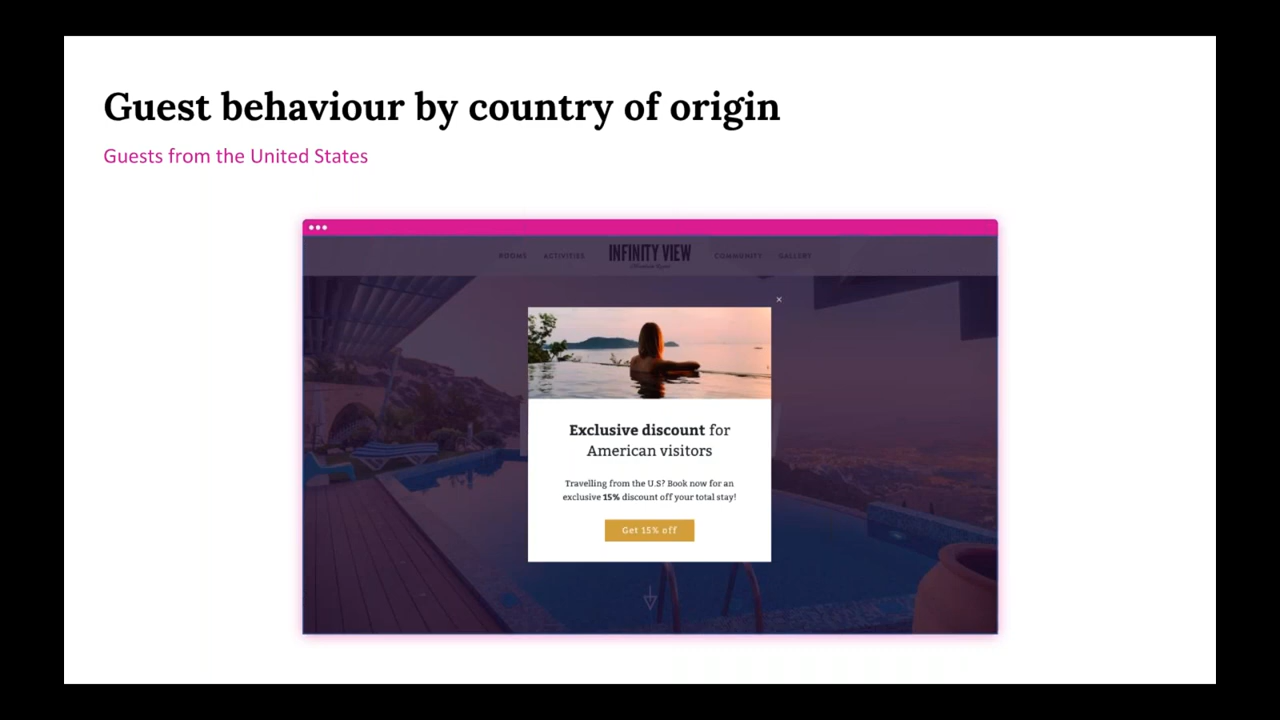 Guest behaviour by country of origin
Guests from the United States
ROOMS ACTIVITIES INFINITY VIEW COMMUNITY GALLERY
Exclusive discount for
American visitors
Travelling from the U.S? Book now for an
exclusive 15% discount off your total stay!
Get 15% off